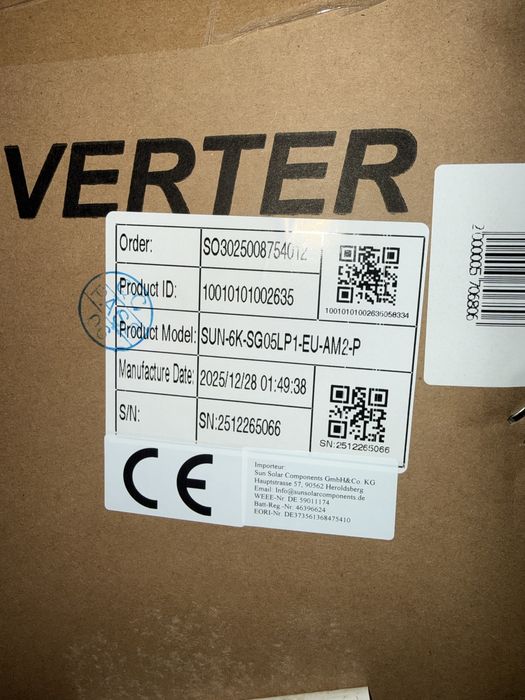 VERTER
Order: SO3025008754012
Product ID: 10010101002635
10010101002635058334
Product Model: SUN-6K-SG05LP1-EU-AM2-P
Manufacture Date: 2025/12/28 01:49:38
S/N: SN:2512265066
SN:2512265066
CE
Importeur
Sun Solar Components GmbH&Co. KG
Hauptstrasse 57, 90562 Heroldsberg
Email: Info@sunsolarcomponents.de
WEEE-Nr. DE 59011174
Batt-Reg.-Nr: 46396624
EORI-Nr. DE373561368475410
2000005 706806